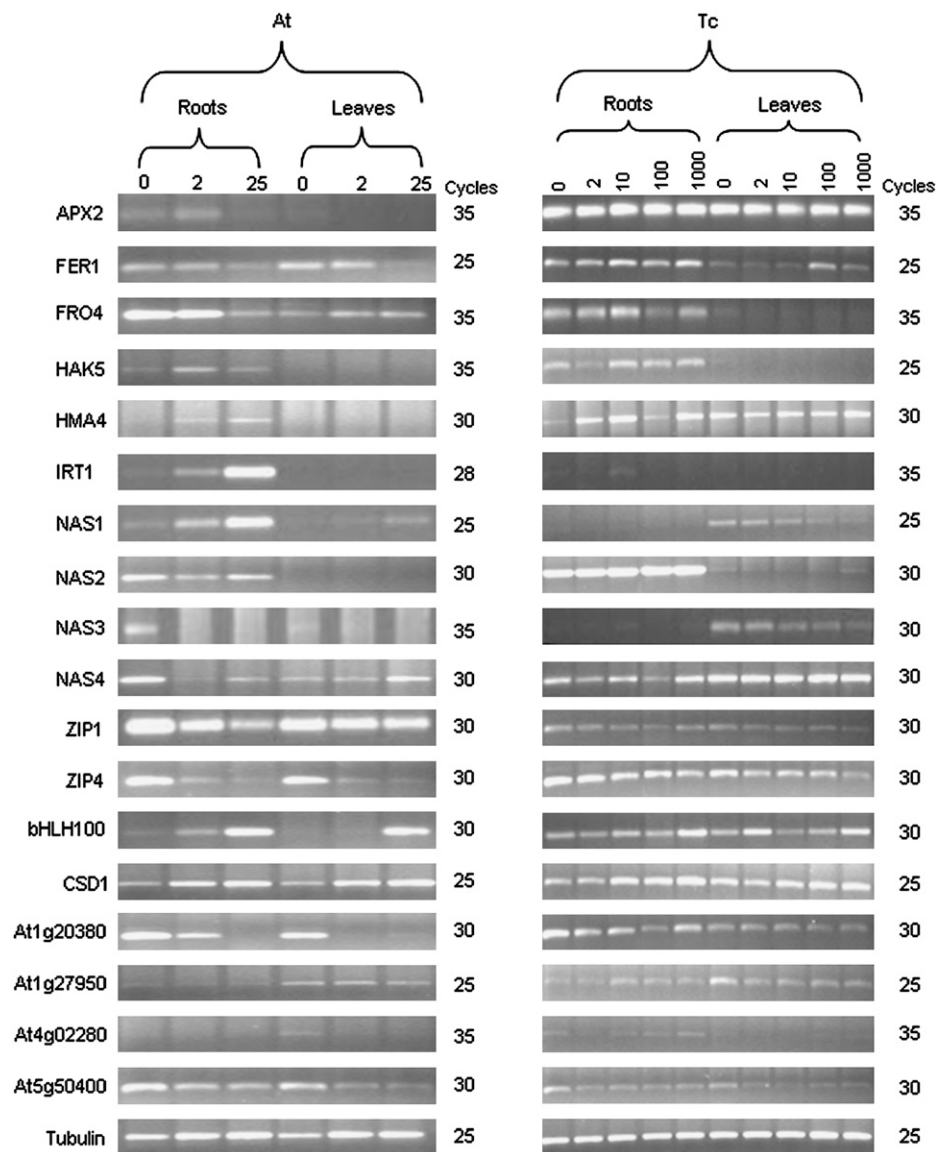 At Tc
Roots Leaves Roots Leaves
0 2 25 0 2 25 Cycles 0 2 10 100 1000 0 2 10 100 1000 Cycles
APX2 35 35
FER1 25 25
FRO4 35 35
HAK5 35 25
HMA4 30 30
IRT1 28 35
NAS1 25 25
NAS2 30 30
NAS3 35 30
NAS4 30 30
ZIP1 30 30
ZIP4 30 30
bHLH100 30 30
CSD1 25 25
At1g20380 30 30
At1g27950 25 25
At4g02280 35 35
At5g50400 30 30
Tubulin 25 25